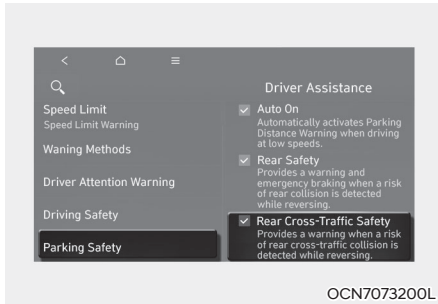 Driver Assistance
Speed Limit
Speed Limit Warning
Waning Methods
Driver Attention Warning
Driving Safety
Parking Safety
Auto On
Automatically activates Parking
Distance Warning when driving
at low speeds.
Rear Safety
Provides a warning and
emergency braking when a risk
of rear collision is detected
while reversing.
Rear Cross-Traffic Safety
Provides a warning when a risk
of rear cross-traffic collision is
detected while reversing.
OCN7073200L